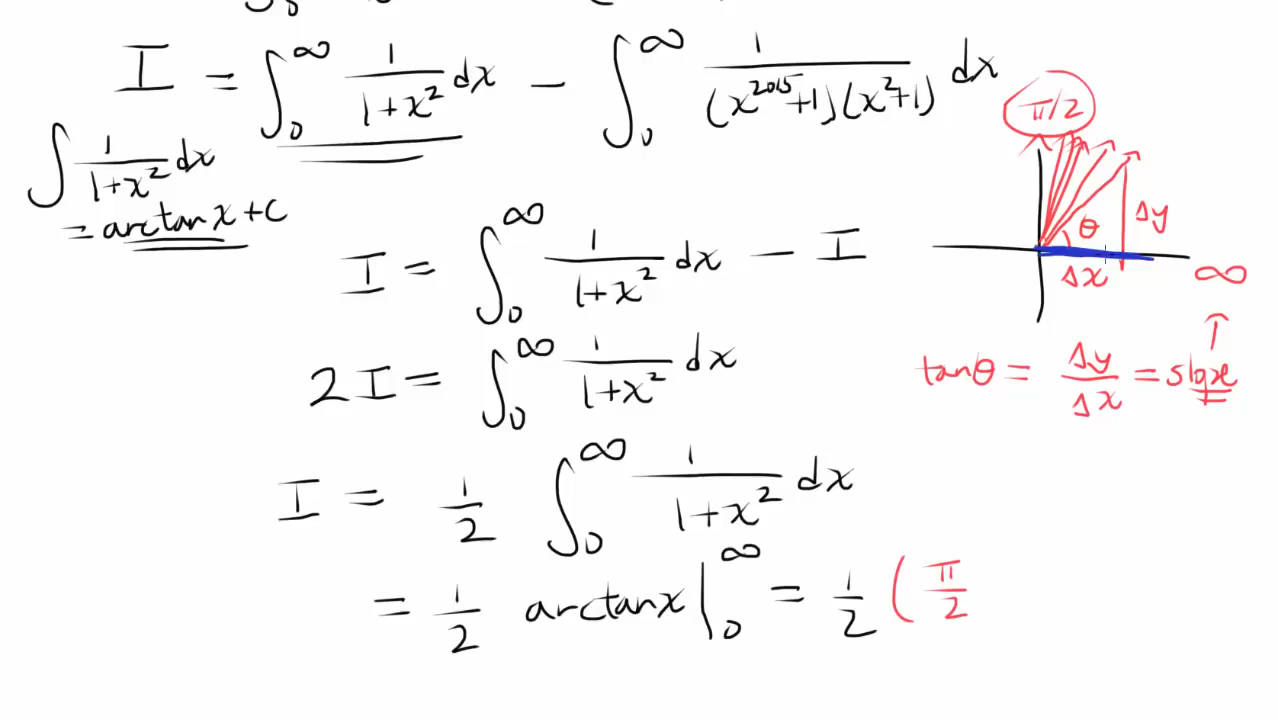 I = ∫₀^∞ 1/(1+x²) dx − ∫₀^∞ 1/((x²⁰¹⁵+1)(x²+1)) dx
∫ 1/(1+x²) dx
= arctan x + C
I = ∫₀^∞ 1/(1+x²) dx − I
2I = ∫₀^∞ 1/(1+x²) dx
I = 1/2 ∫₀^∞ 1/(1+x²) dx
= 1/2 arctan x |₀^∞ = 1/2 ( π/2
π/2
θ
Δy
Δx
∞
↑
tanθ = Δy/Δx = slope